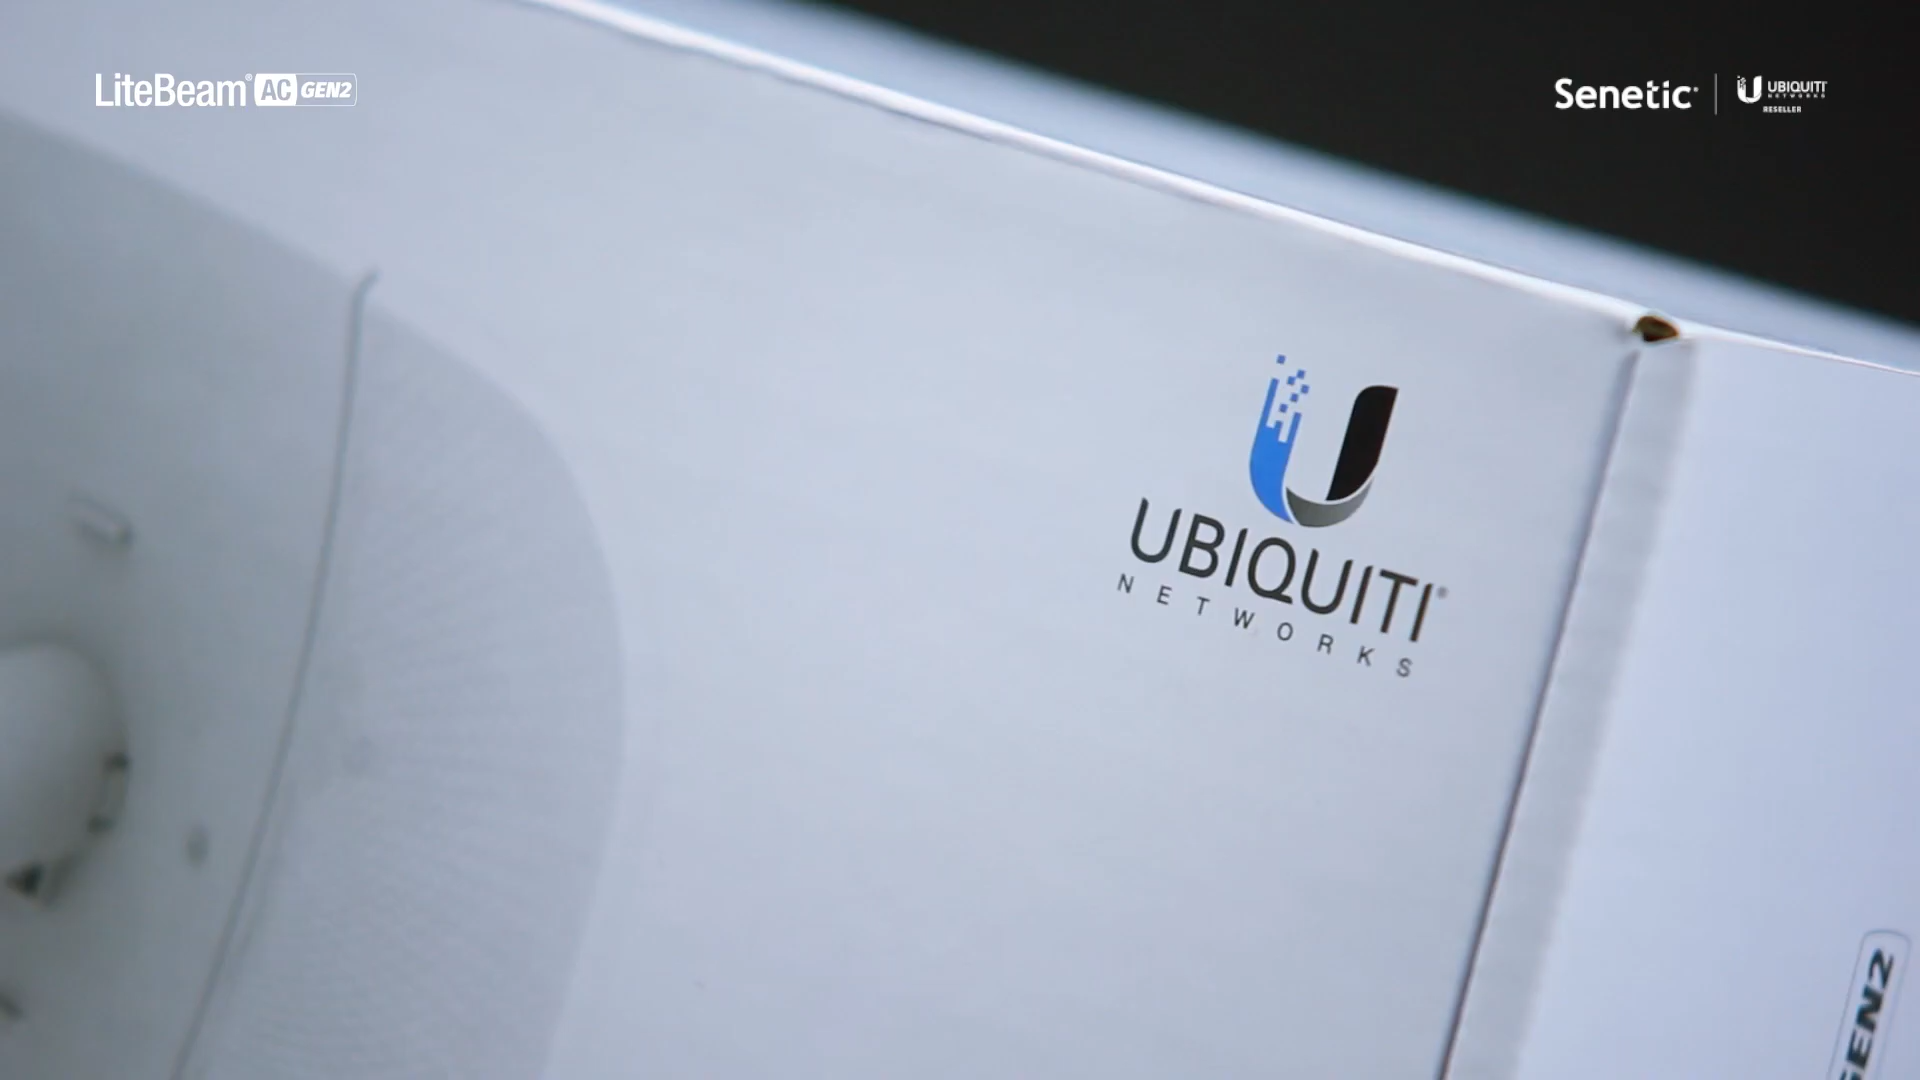 LiteBeam® AC GEN2
Senetic® U UBIQUITI
NETWORKS
RESELLER
UBIQUITI®
NETWORKS
GEN2